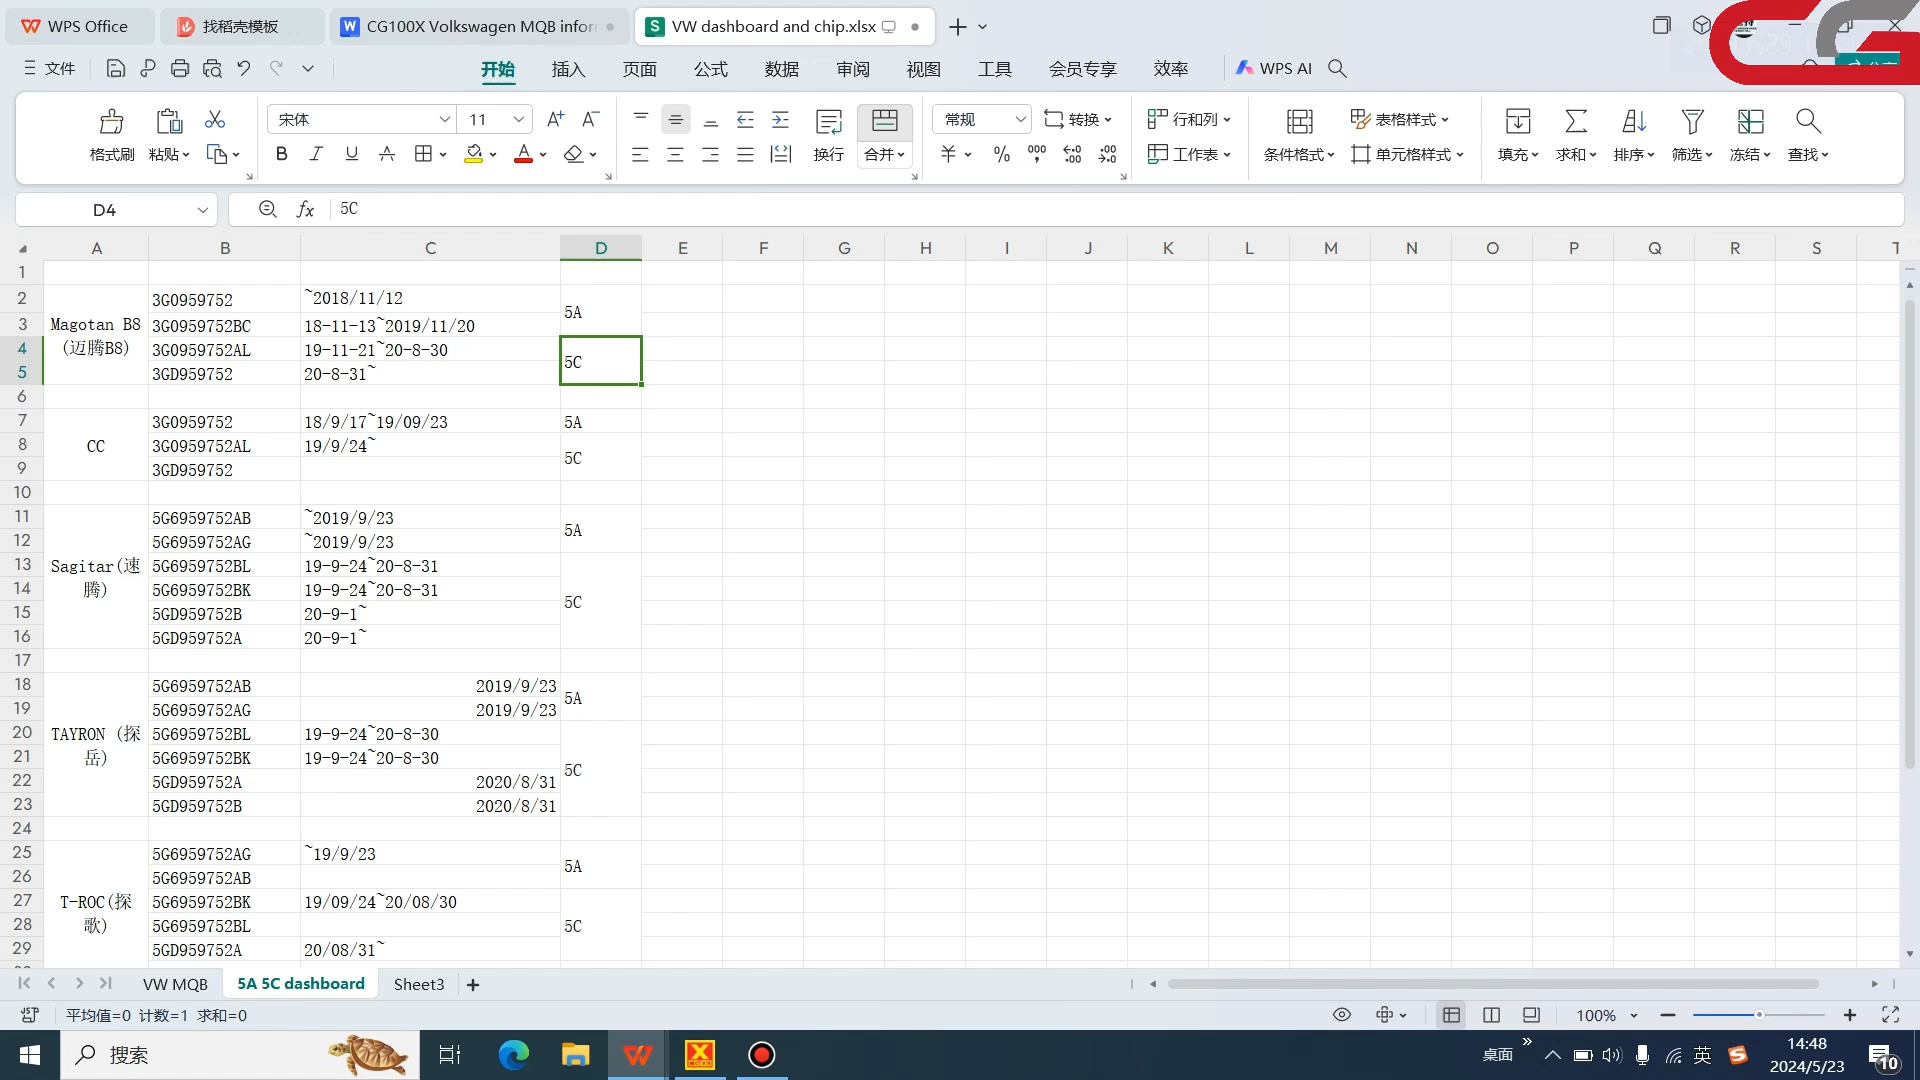 WPS Office
找稻壳模板
CG100X Volkswagen MQB infor
VW dashboard and chip.xlsx
文件
开始
插入
页面
公式
数据
审阅
视图
工具
会员专享
效率
WPS AI
格式刷
粘贴
宋体
11
换行
合并
常规
转换
行和列
工作表
条件格式
表格样式
单元格样式
填充
求和
排序
筛选
冻结
查找
D4
5C
A B C D E F G H I J K L M N O P Q R S T
1
2 3G0959752 ~2018/11/12
5A
3 3G0959752BC 18-11-13~2019/11/20
Magotan B8
(迈腾B8)
4 3G0959752AL 19-11-21~20-8-30
5C
5 3GD959752 20-8-31~
6
7 3G0959752 18/9/17~19/09/23 5A
8 CC 3G0959752AL 19/9/24~
5C
9 3GD959752
10
11 5G6959752AB ~2019/9/23
5A
12 5G6959752AG ~2019/9/23
13 Sagitar(速 5G6959752BL 19-9-24~20-8-31
14 腾) 5G6959752BK 19-9-24~20-8-31
5C
15 5GD959752B 20-9-1~
16 5GD959752A 20-9-1~
17
18 5G6959752AB 2019/9/23
5A
19 5G6959752AG 2019/9/23
20 TAYRON (探 5G6959752BL 19-9-24~20-8-30
21 岳) 5G6959752BK 19-9-24~20-8-30
5C
22 5GD959752A 2020/8/31
23 5GD959752B 2020/8/31
24
25 5G6959752AG ~19/9/23
5A
26 5G6959752AB
27 T-ROC(探 5G6959752BK 19/09/24~20/08/30
28 歌) 5G6959752BL 5C
29 5GD959752A 20/08/31~
VW MQB
5A 5C dashboard
Sheet3
平均值=0 计数=1 求和=0
100%
搜索
桌面
英
14:48
2024/5/23
10